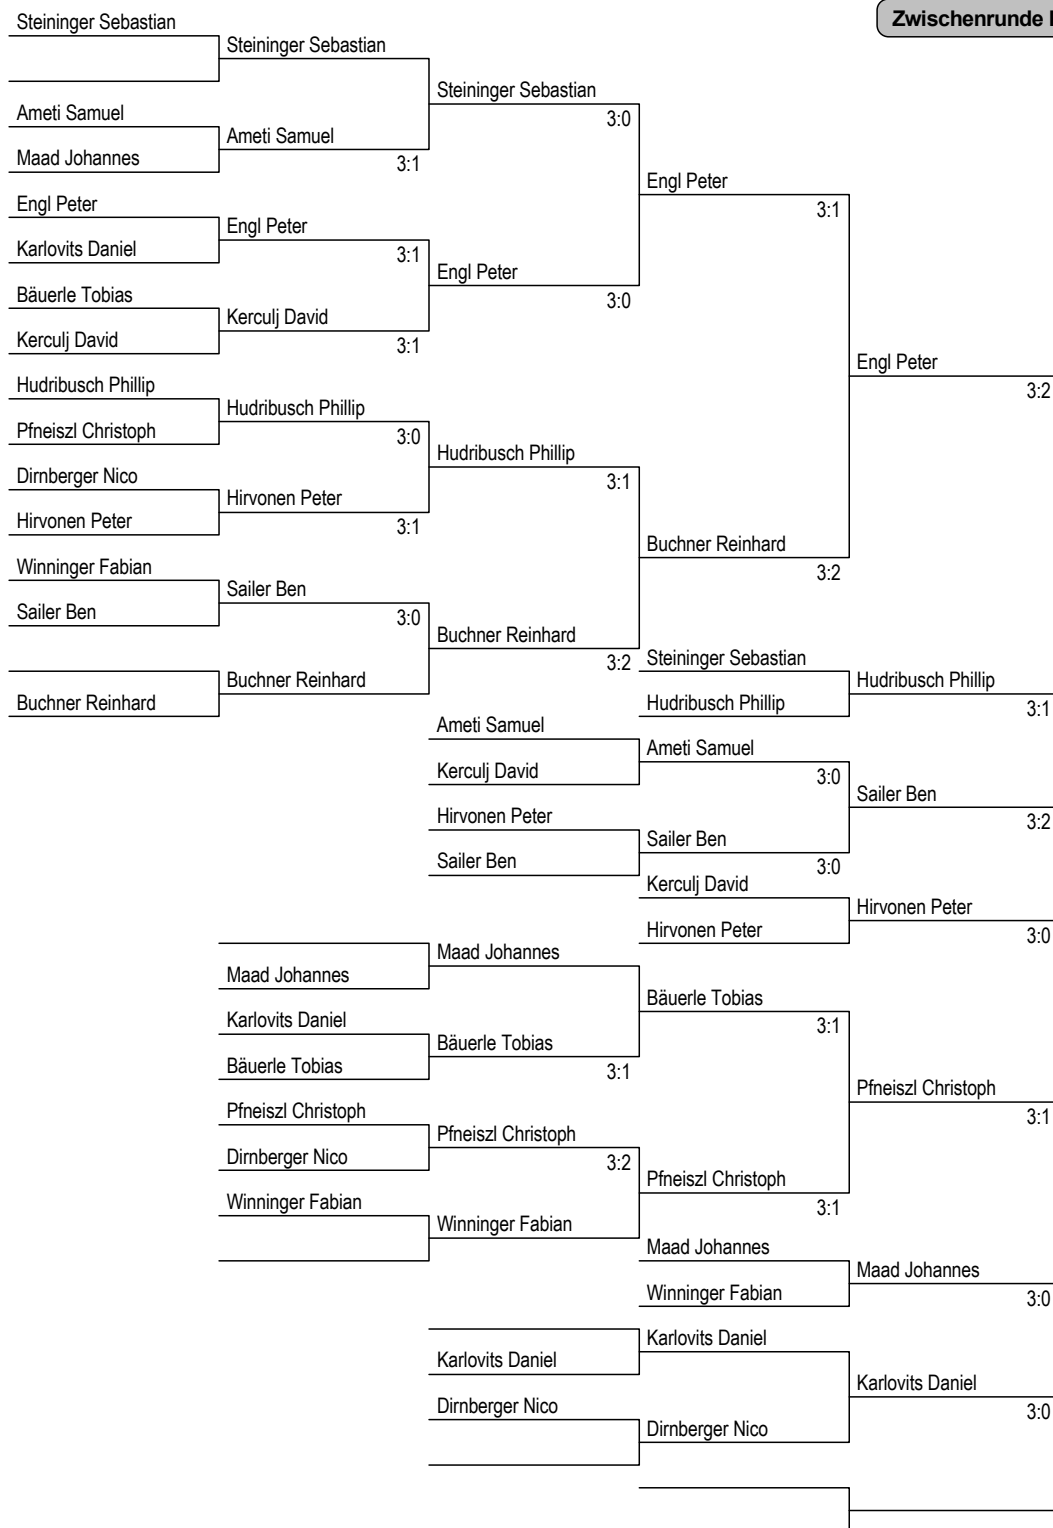 Zwischenrunde
Steininger Sebastian
Steininger Sebastian
Steininger Sebastian
3:0
Ameti Samuel
Ameti Samuel
Maad Johannes
3:1
Engl Peter
3:1
Engl Peter
Engl Peter
Karlovits Daniel
3:1
Engl Peter
3:0
Bäuerle Tobias
Kerculj David
Kerculj David
3:1
Engl Peter
3:2
Hudribusch Phillip
Hudribusch Phillip
Pfneiszl Christoph
3:0
Hudribusch Phillip
3:1
Dirnberger Nico
Hirvonen Peter
Hirvonen Peter
3:1
Buchner Reinhard
3:2
Winninger Fabian
Sailer Ben
Sailer Ben
3:0
Buchner Reinhard
3:2
Steininger Sebastian
Buchner Reinhard
Hudribusch Phillip
Buchner Reinhard
Hudribusch Phillip
3:1
Ameti Samuel
Ameti Samuel
Kerculj David
3:0
Sailer Ben
3:2
Hirvonen Peter
Sailer Ben
Sailer Ben
3:0
Kerculj David
Hirvonen Peter
Hirvonen Peter
3:0
Maad Johannes
Maad Johannes
Bäuerle Tobias
3:1
Karlovits Daniel
Bäuerle Tobias
Bäuerle Tobias
3:1
Pfneiszl Christoph
3:1
Pfneiszl Christoph
Pfneiszl Christoph
Dirnberger Nico
3:2
Pfneiszl Christoph
3:1
Winninger Fabian
Winninger Fabian
Maad Johannes
Maad Johannes
Winninger Fabian
3:0
Karlovits Daniel
Karlovits Daniel
Karlovits Daniel
3:0
Dirnberger Nico
Dirnberger Nico